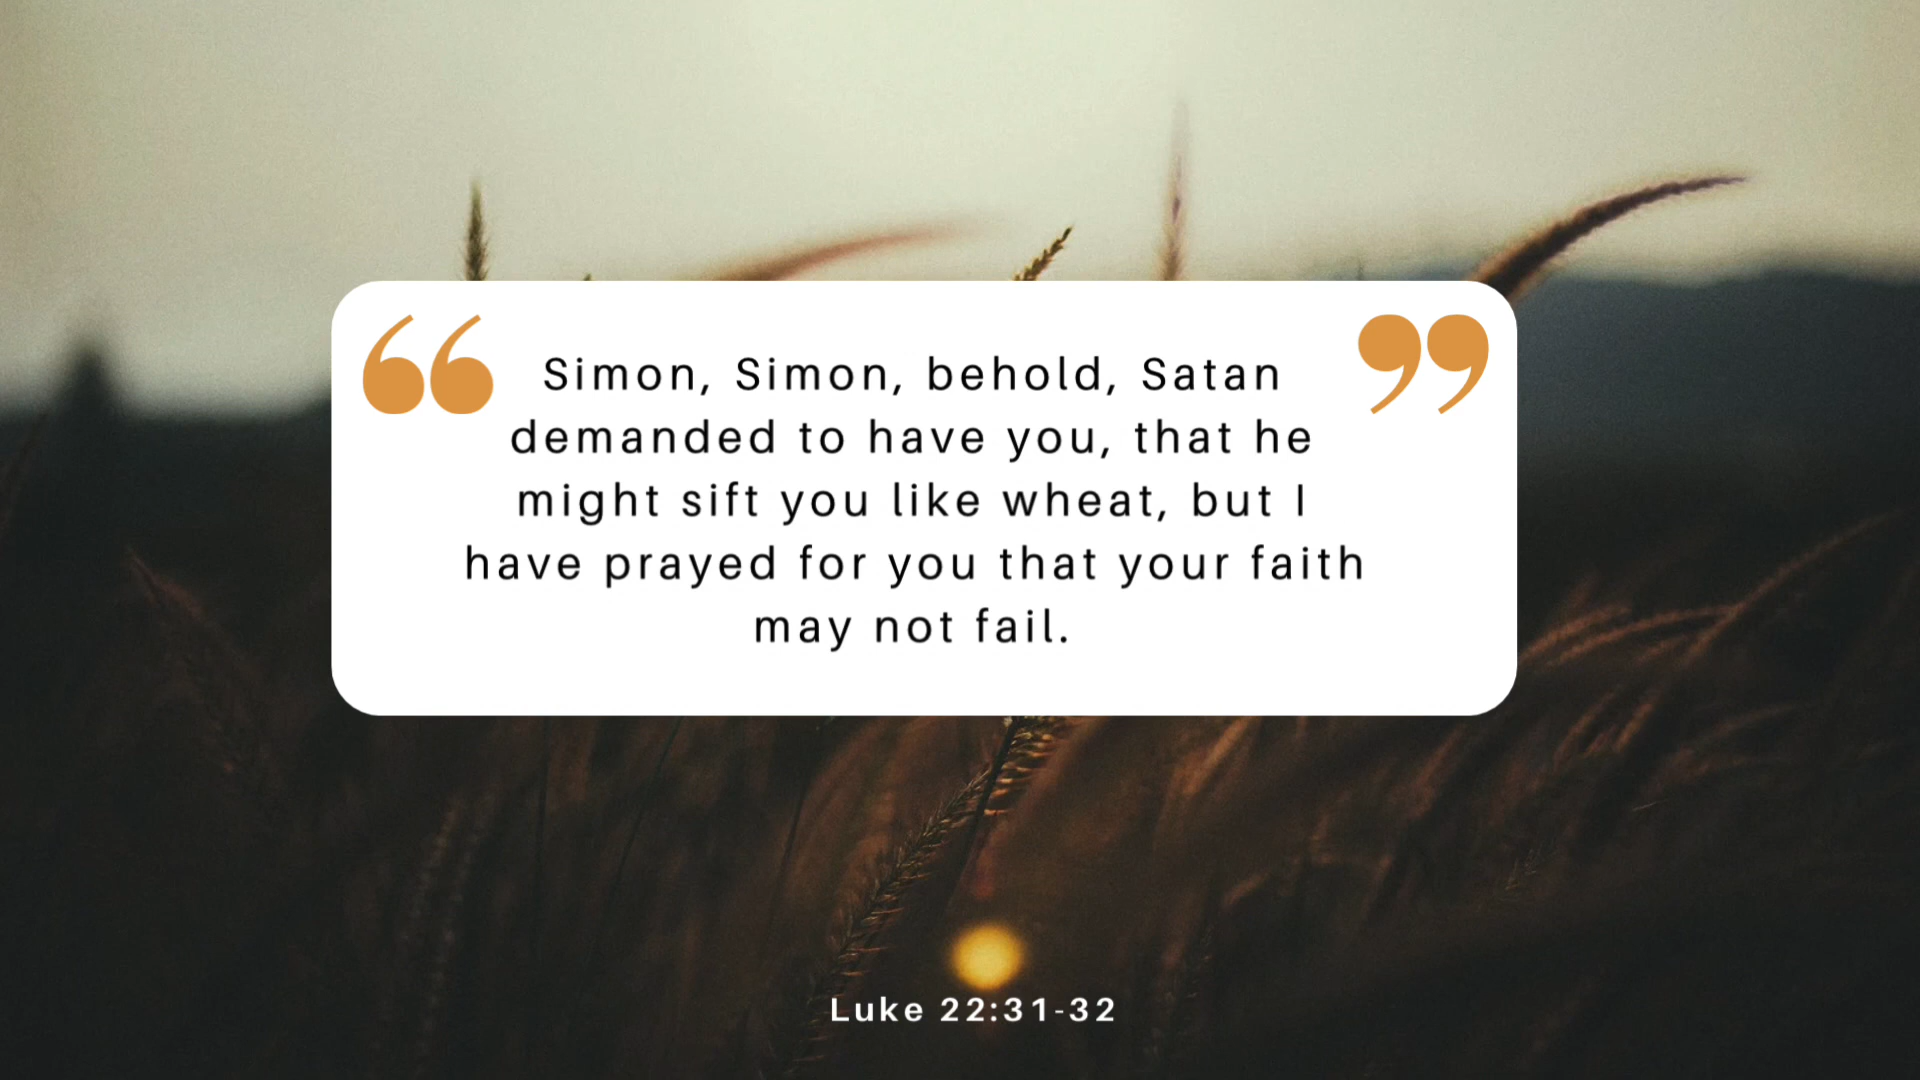 Simon, Simon, behold, Satan
demanded to have you, that he
might sift you like wheat, but I
have prayed for you that your faith
may not fail.
Luke 22:31-32